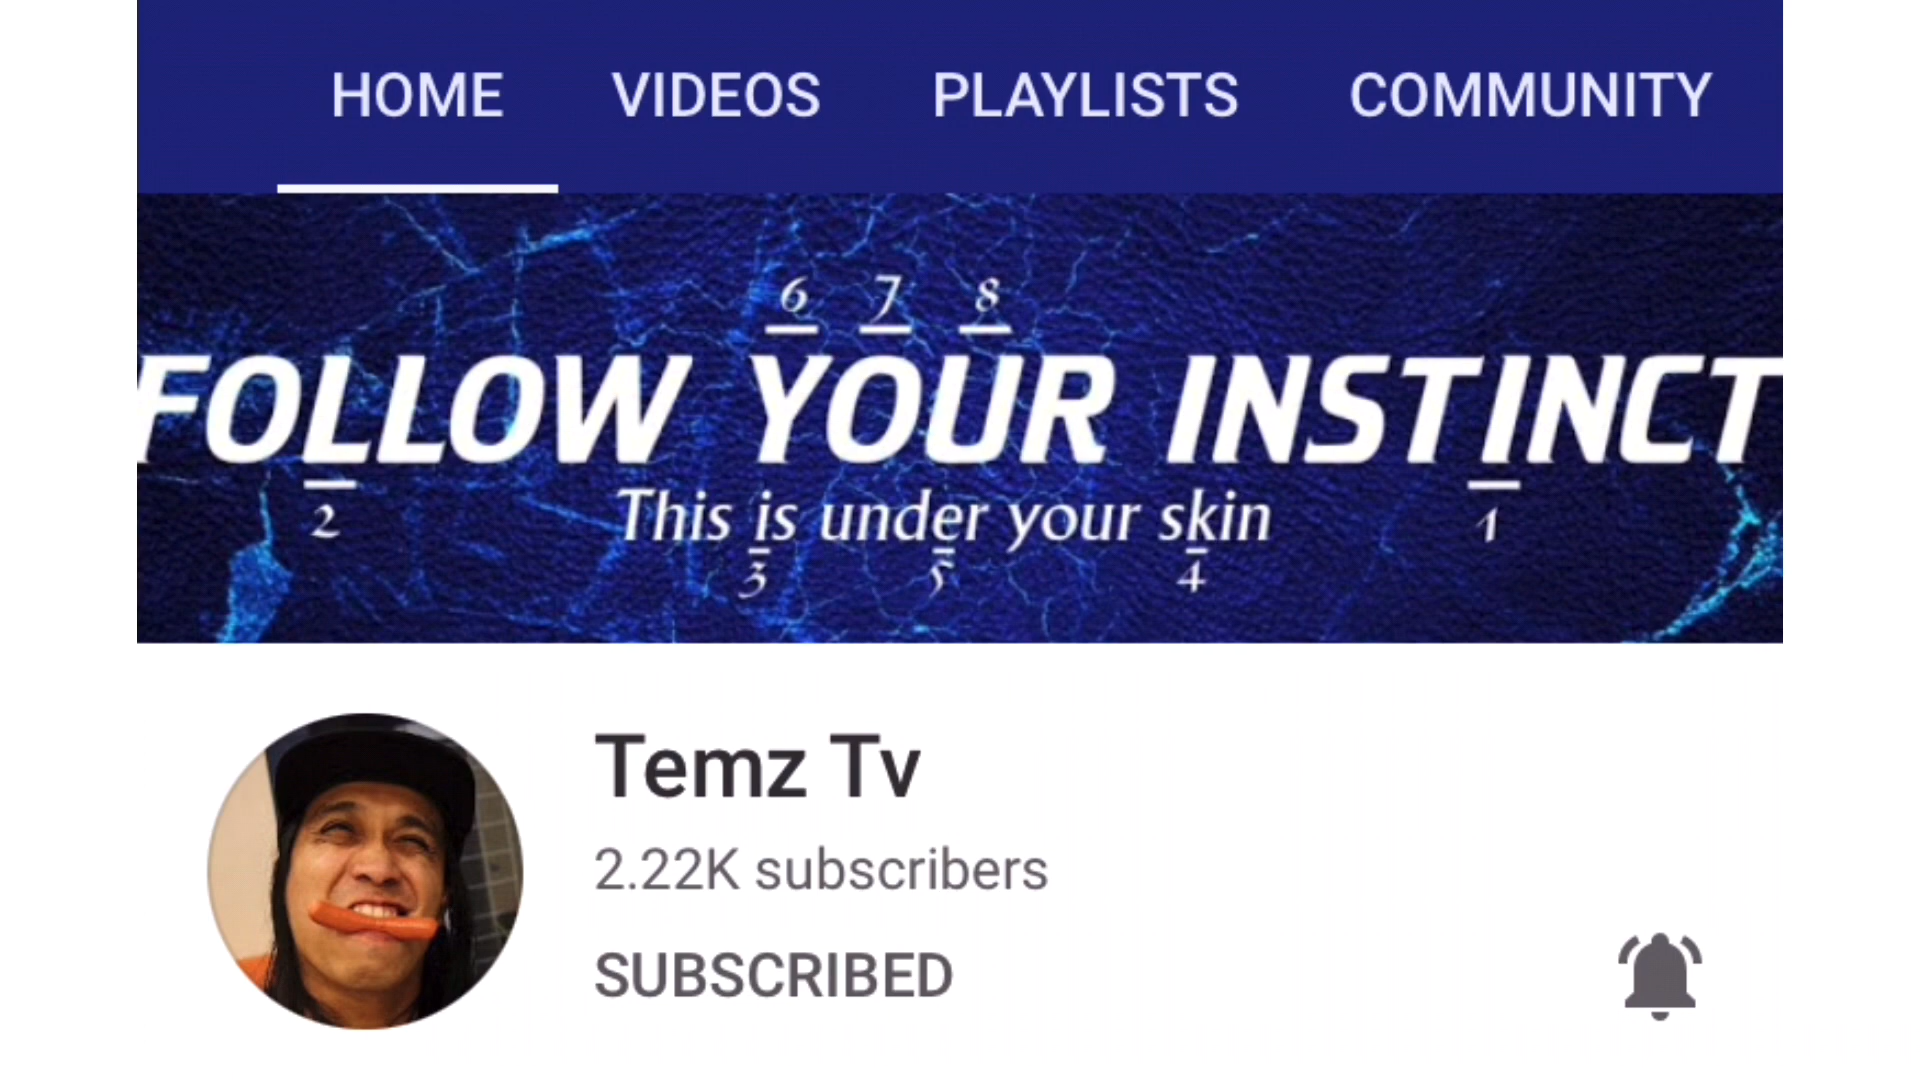 HOME VIDEOS PLAYLISTS COMMUNITY
6 7 8
FOLLOW YOUR INSTINCT
2 1
This is under your skin
3 5 4
Temz Tv
2.22K subscribers
SUBSCRIBED